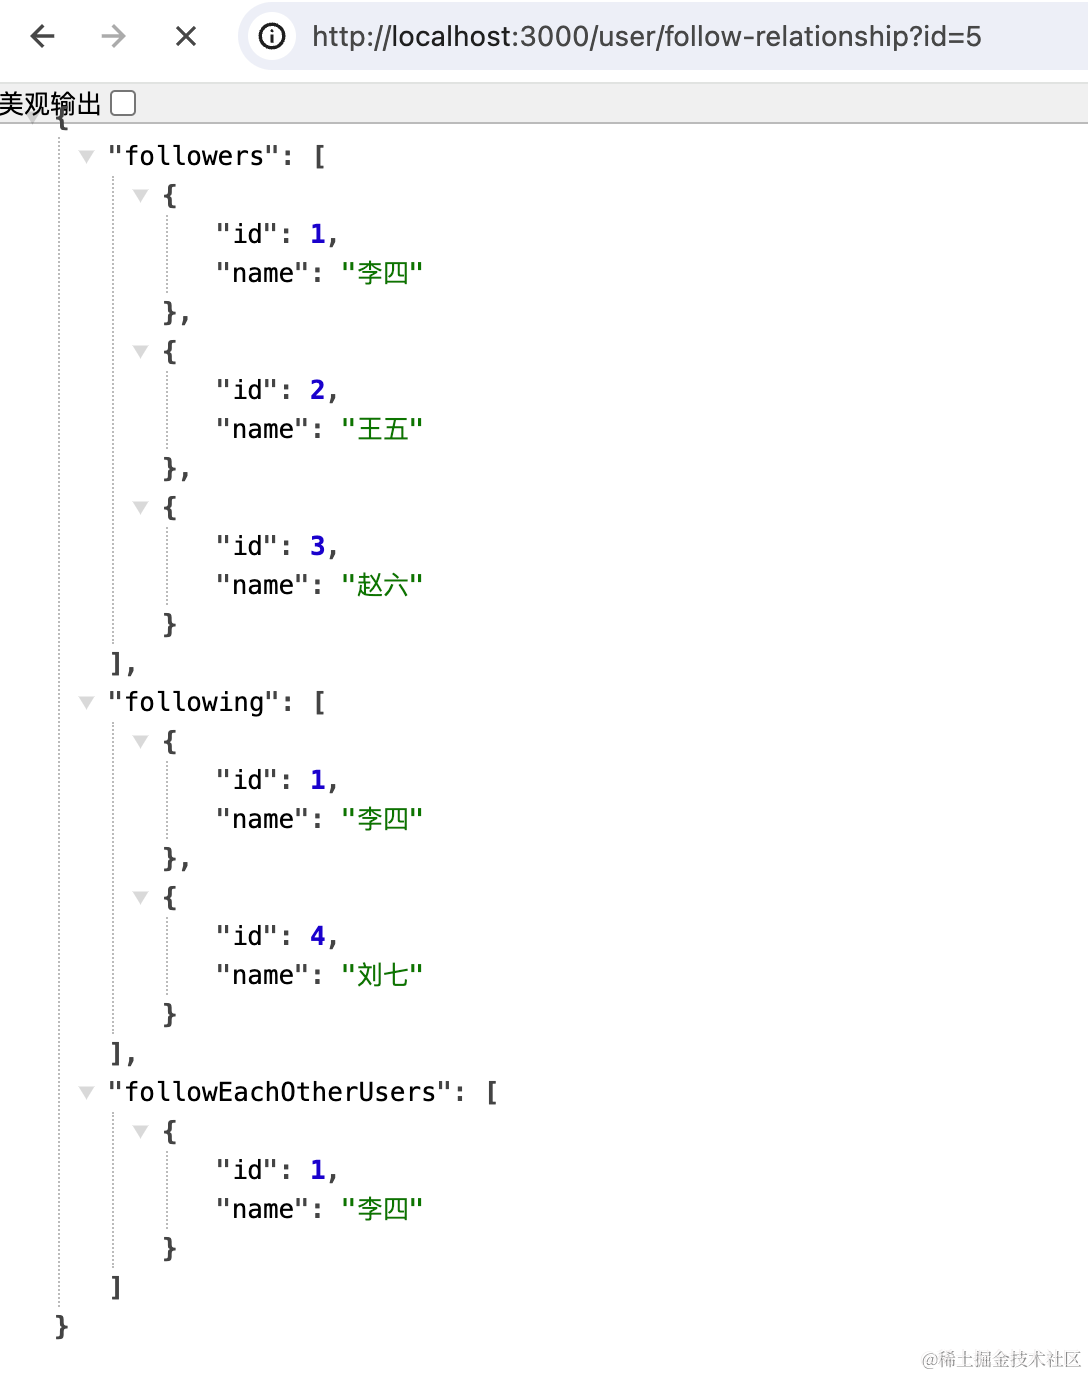 http://localhost:3000/user/follow-relationship?id=5
美观输出
{
"followers": [
{
"id": 1,
"name": "李四"
},
{
"id": 2,
"name": "王五"
},
{
"id": 3,
"name": "赵六"
}
],
"following": [
{
"id": 1,
"name": "李四"
},
{
"id": 4,
"name": "刘七"
}
],
"followEachOtherUsers": [
{
"id": 1,
"name": "李四"
}
]
}
@稀土掘金技术社区